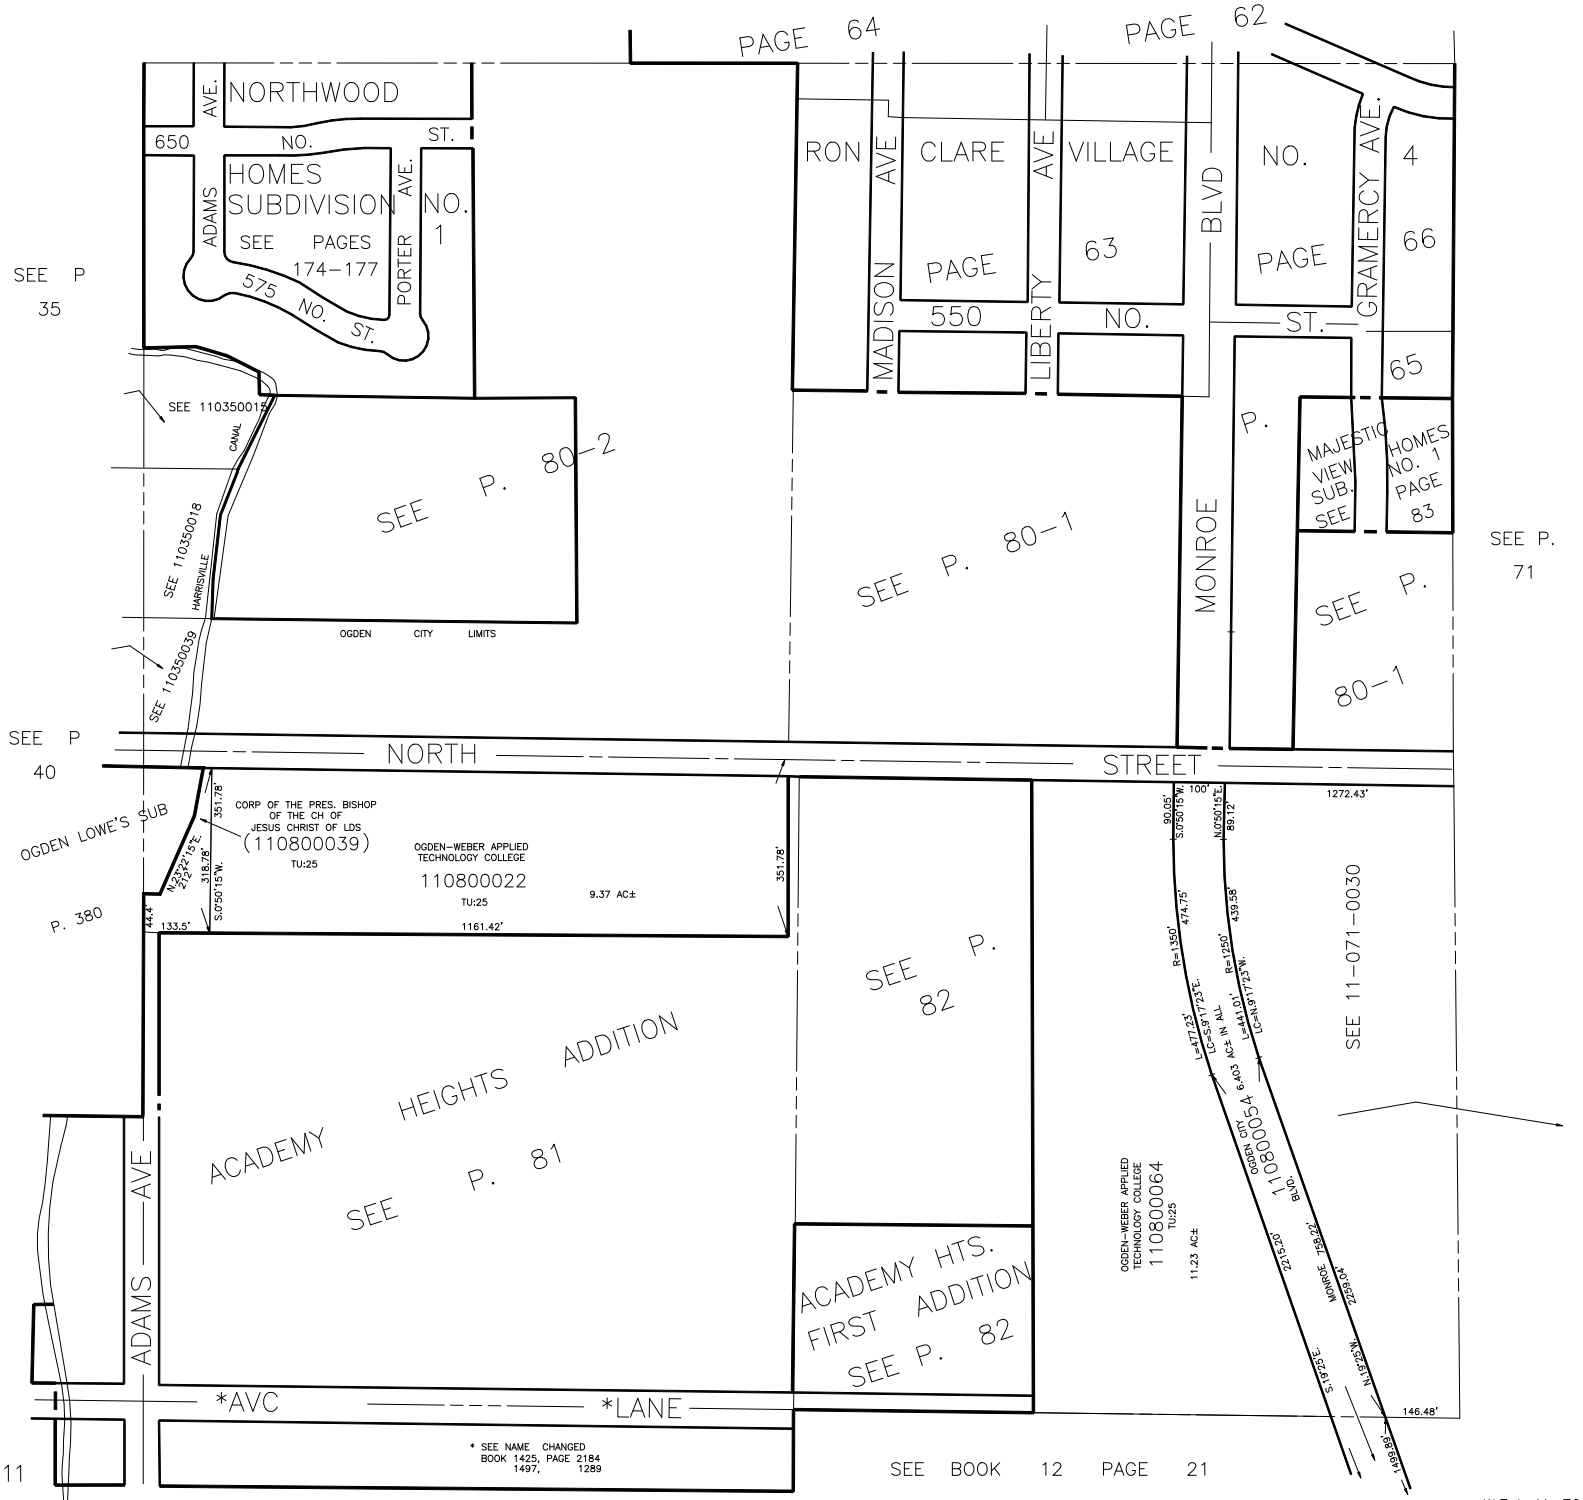 PAGE 64
PAGE 62
NORTHWOOD
AVE.
650 NO. ST.
HOMES
SUBDIVISION NO.
1
ADAMS
PORTER AVE.
SEE PAGES
174-177
575 NO. ST.
SEE P
35
RON CLARE VILLAGE NO. 4
MADISON AVE
LIBERTY AVE
MONROE BLVD
GRAMERCY AVE.
PAGE 63
PAGE 66
550 NO. ST.
65
SEE 110350015
CANAL
SEE 110350018
HARRISVILLE
SEE 110350039
SEE P. 80-2
OGDEN CITY LIMITS
SEE P. 80-1
P.
MAJESTIC HOMES
VIEW NO. 1
SUB. PAGE
SEE 83
SEE P.
71
SEE P.
80-1
SEE P
40
NORTH STREET
OGDEN LOWE'S SUB
P. 380
CORP OF THE PRES. BISHOP
OF THE CH OF
JESUS CHRIST OF LDS
(110800039)
TU:25
351.78'
318.78'
S.0°50'15"W.
N.23°22'15"E.
212'
44.4'
133.5'
OGDEN-WEBER APPLIED
TECHNOLOGY COLLEGE
110800022
TU:25
9.37 AC±
1161.42'
351.78'
90.05'
S.0°50'15"W.
100'
N.0°50'15"E.
89.12'
1272.43'
474.75'
R=1350'
L=477.23'
LC=S.9°17'23"E.
439.58'
R=1250'
L=441.01'
LC=N.9°17'23"W.
SEE 11-071-0030
SEE P.
82
ACADEMY HEIGHTS ADDITION
SEE P. 81
OGDEN CITY 6.403 AC± IN ALL
110800054
BLVD.
MONROE 758.22'
2259.04'
2215.20'
S.19°25'E.
N.19°25'W.
OGDEN-WEBER APPLIED
TECHNOLOGY COLLEGE
110800064
TU:25
11.23 AC±
ADAMS AVE
ACADEMY HTS.
FIRST ADDITION
SEE P. 82
*AVC *LANE
146.48'
1499.89'
* SEE NAME CHANGED
BOOK 1425, PAGE 2184
1497, 1289
11
SEE BOOK 12 PAGE 21